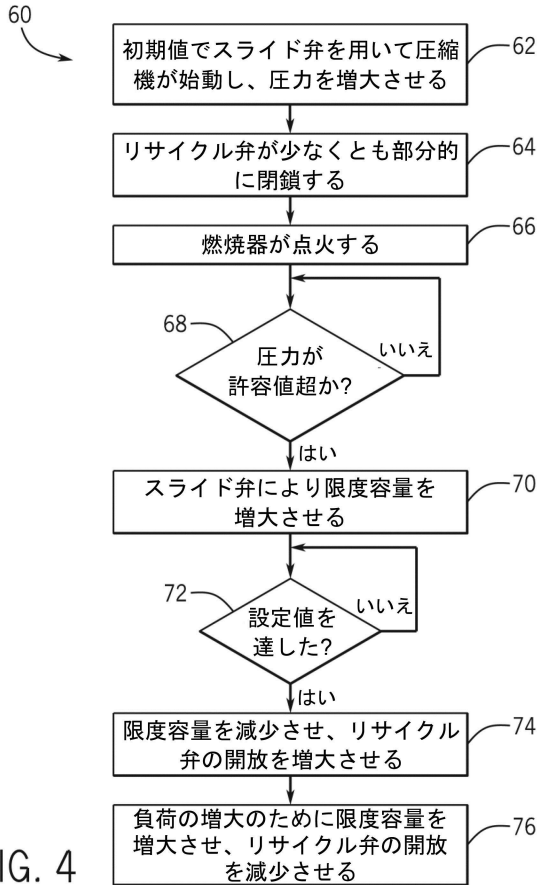 60
初期値でスライド弁を用いて圧縮
機が始動し、圧力を増大させる
62
リサイクル弁が少なくとも部分的
に閉鎖する
64
燃焼器が点火する
66
68
圧力が
許容値超か?
いいえ
はい
スライド弁により限度容量を
増大させる
70
72
設定値を
達した?
いいえ
はい
限度容量を減少させ、リサイクル
弁の開放を増大させる
74
負荷の増大のために限度容量を
増大させ、リサイクル弁の開放
を減少させる
76
IG. 4